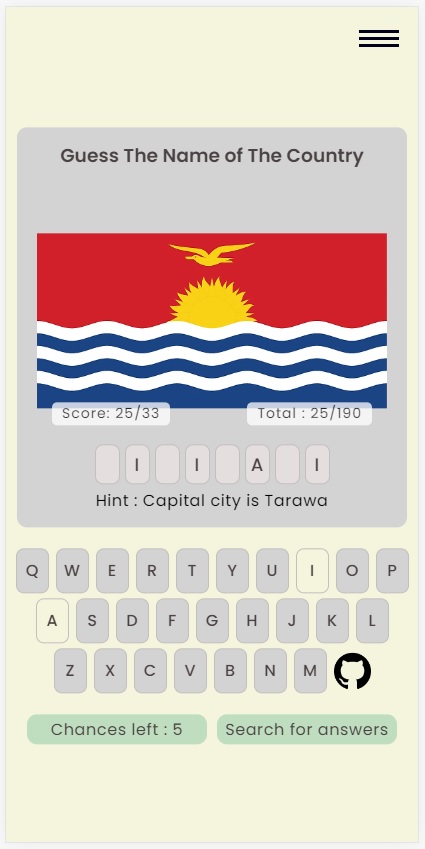 Guess The Name of The Country
Score: 25/33 Total : 25/190
I I A I
Hint : Capital city is Tarawa
Q W E R T Y U I O P
A S D F G H J K L
Z X C V B N M
Chances left : 5 Search for answers